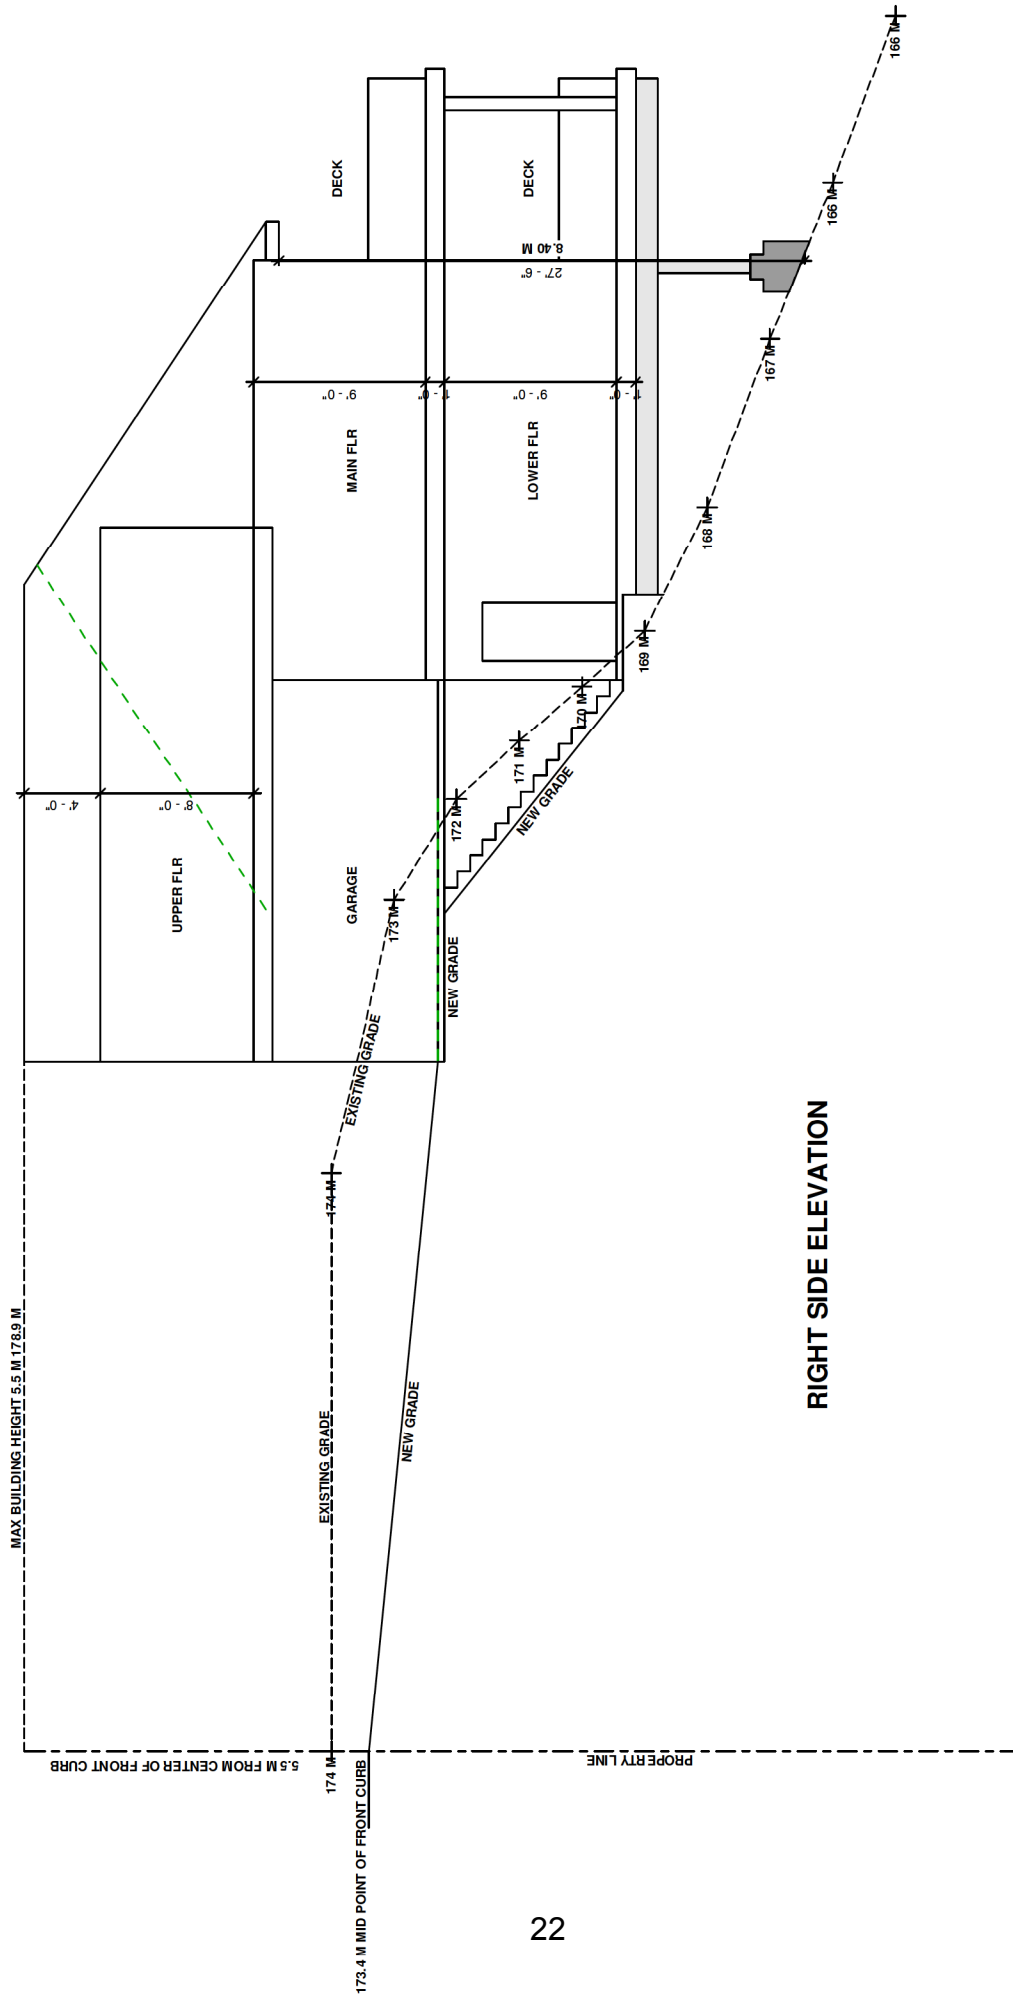 MAX BUILDING HEIGHT 5.5 M 178.9 M
5.5 M FROM CENTER OF FRONT CURB
174 M
173.4 M MID POINT OF FRONT CURB
PROPERTY LINE
EXISTING GRADE
NEW GRADE
174 M
EXISTING GRADE
173 M
NEW GRADE
172 M
171 M
170 M
NEW GRADE
169 M
168 M
167 M
166 M
166 M
4' - 0"
8' - 0"
UPPER FLR
GARAGE
MAIN FLR
LOWER FLR
9' - 0"
1' - 0"
9' - 0"
1' - 0"
DECK
DECK
8.40 M
27' - 6"
RIGHT SIDE ELEVATION
22